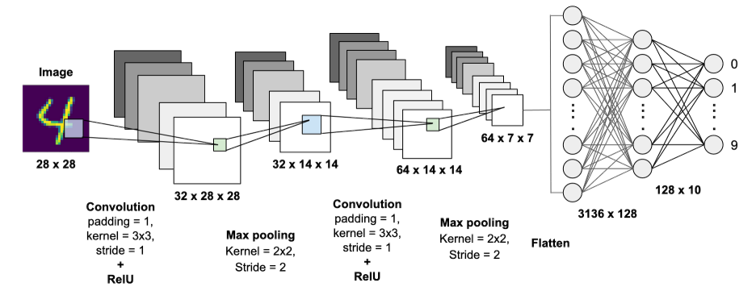 Image
28 x 28
32 x 28 x 28
32 x 14 x 14
64 x 14 x 14
64 x 7 x 7
0
1
9
3136 x 128
128 x 10
Convolution
padding = 1,
kernel = 3x3,
stride = 1
+
RelU
Max pooling
Kernel = 2x2,
Stride = 2
Convolution
padding = 1,
kernel = 3x3,
stride = 1
+
RelU
Max pooling
Kernel = 2x2,
Stride = 2
Flatten